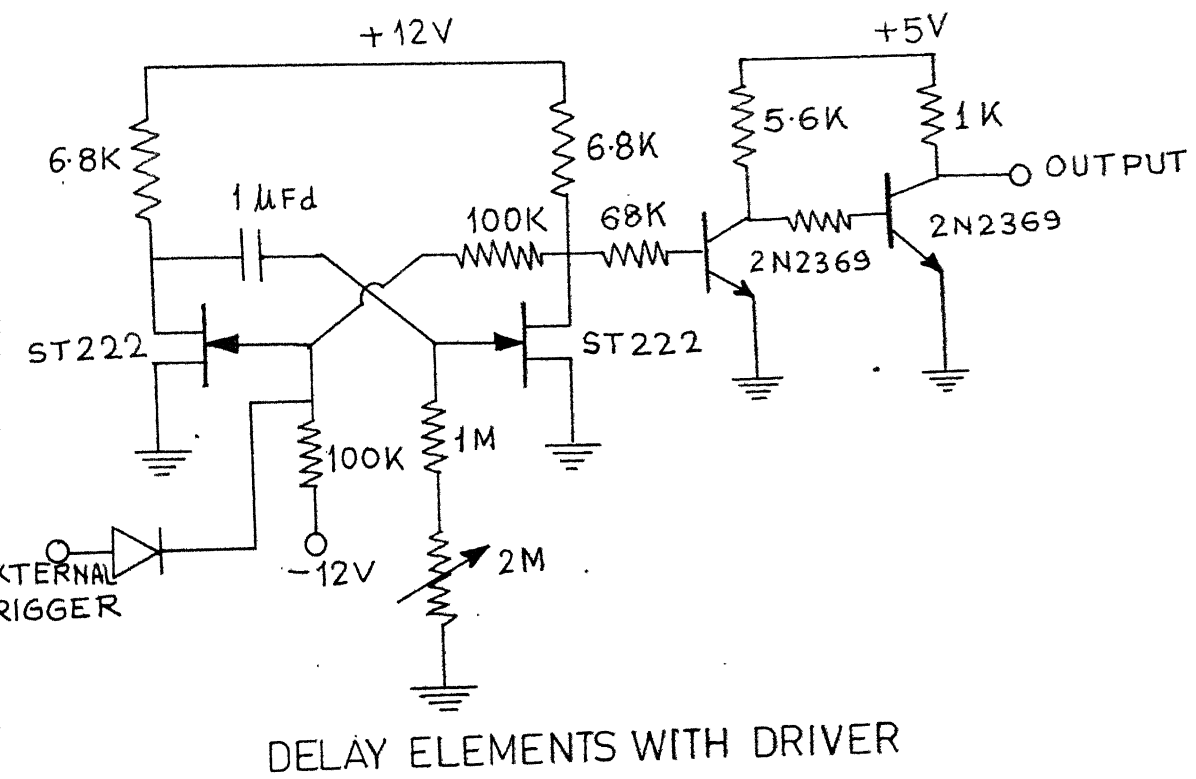 +12V
+5V
6.8K
6.8K
5.6K
1K
OUTPUT
1 µFd
100K
68K
2N2369
2N2369
ST222
ST222
100K
1M
-12V
2M
XTERNAL
RIGGER
DELAY ELEMENTS WITH DRIVER